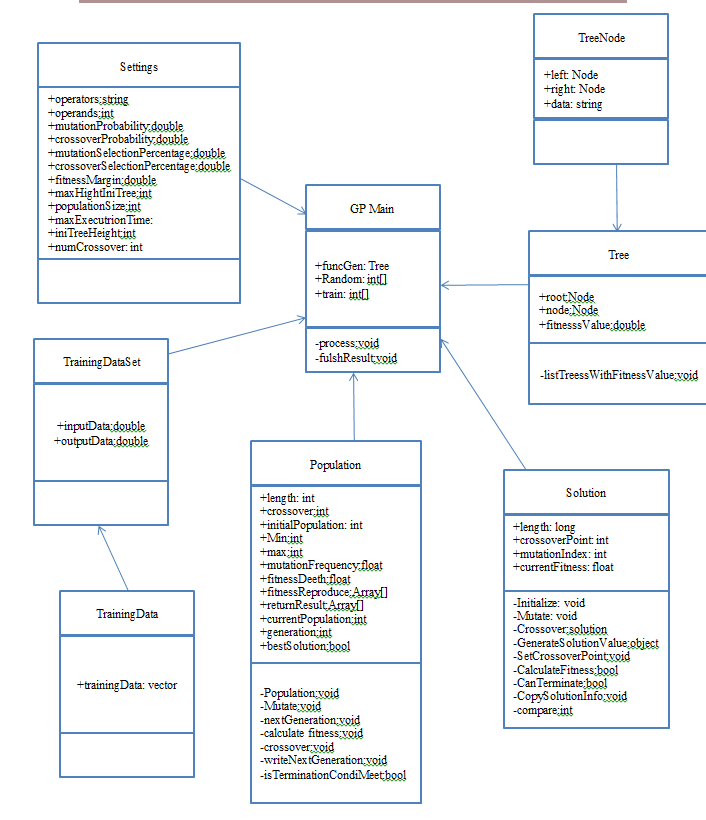 TreeNode
+left: Node
+right: Node
+data: string
Settings
+operators:string
+operands:int
+mutationProbability:double
+crossoverProbability:double
+mutationSelectionPercentage:double
+crossoverSelectionPercentage:double
+fitnessMargin:double
+maxHightIniTree:int
+populationSize:int
+maxExecutrionTime:
+iniTreeHeight:int
+numCrossover: int
GP Main
+funcGen: Tree
+Random: int[]
+train: int[]
-process:void
-fulshResult:void
Tree
+root:Node
+node:Node
+fitnesssValue:double
-listTreessWithFitnessValue:void
TrainingDataSet
+inputData:double
+outputData:double
Population
+length: int
+crossover:int
+initialPopulation: int
+Min:int
+max:int
+mutationFrequency:float
+fitnessDeeth:float
+fitnessReproduce:Array[]
+returnResult:Array[]
+currentPopulation:int
+generation:int
+bestSolution:bool
-Population:void
-Mutate:void
-nextGeneration:void
-calculate fitness:void
-crossover:void
-writeNextGeneration:void
-isTerminationCondiMeet:bool
Solution
+length: long
+crossoverPoint: int
+mutationIndex: int
+currentFitness: float
-Initialize: void
-Mutate: void
-Crossover:solution
-GenerateSolutionValue:object
-SetCrossoverPoint:void
-CalculateFitness:bool
-CanTerminate:bool
-CopySolutionInfo:void
-compare:int
TrainingData
+trainingData: vector